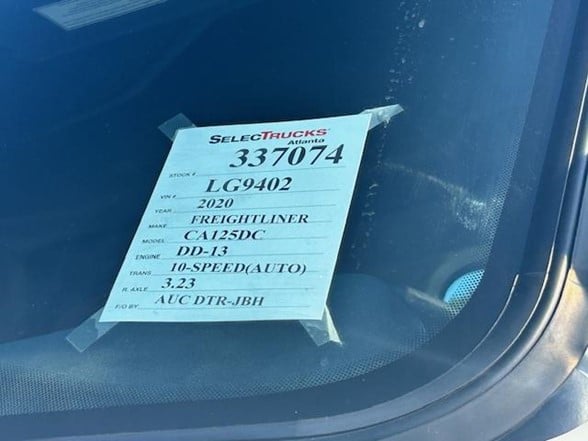 SELECTRUCKS
Atlanta
STOCK # 337074
VIN # LG9402
YEAR 2020
MAKE FREIGHTLINER
MODEL CA125DC
ENGINE DD-13
TRANS 10-SPEED(AUTO)
R. AXLE 3.23
F/O BY AUC DTR-JBH